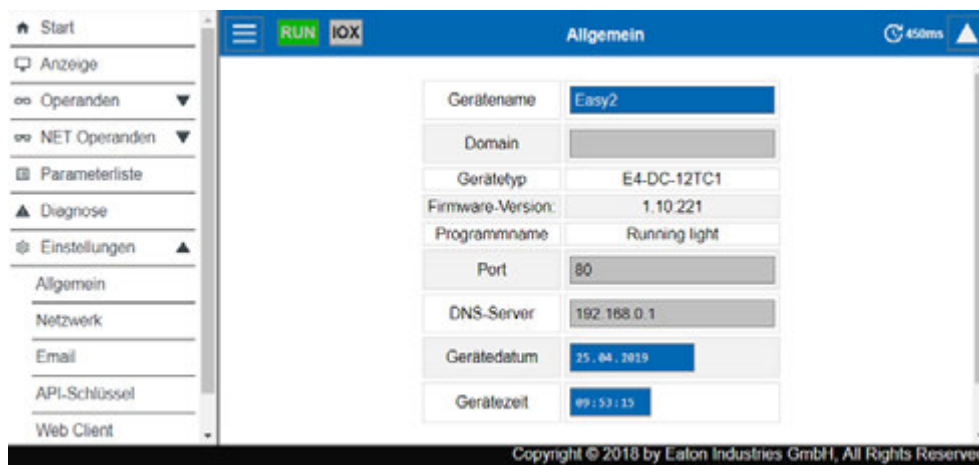 Start
Anzeige
Operanden
NET Operanden
Parameterliste
Diagnose
Einstellungen
Allgemein
Netzwerk
Email
API-Schlüssel
Web Client
RUN IOX Allgemein 450ms
Gerätename Easy2
Domain
Gerätetyp E4-DC-12TC1
Firmware-Version: 1.10:221
Programmname Running light
Port 80
DNS-Server 192.168.0.1
Gerätedatum 25.04.2019
Gerätezeit 09:53:15
Copyright © 2018 by Eaton Industries GmbH, All Rights Reserve